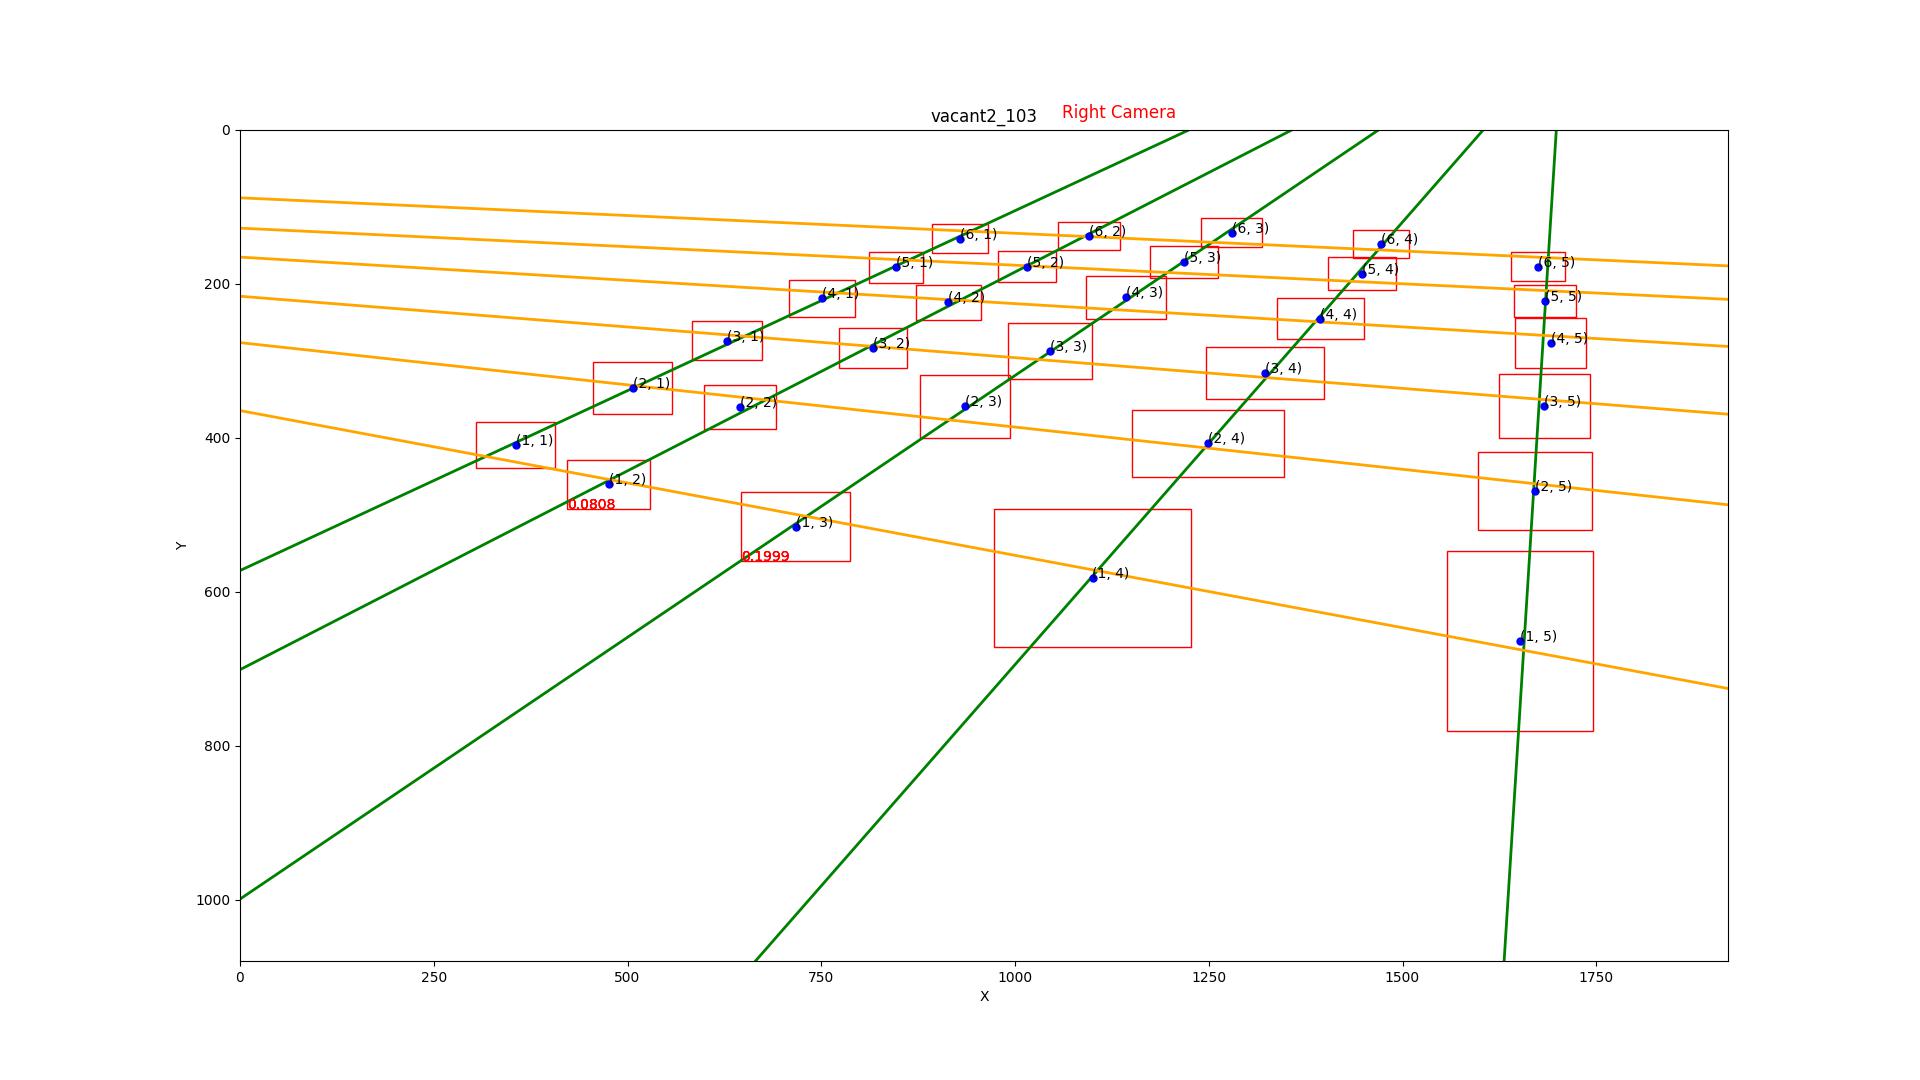 vacant2_103 Right Camera
0
(6, 1) (6, 2) (6, 3) (6, 4)
(5, 1) (5, 2) (5, 3) (5, 4) (6, 5)
200
(4, 1) (4, 2) (4, 3) (4, 4) (5, 5)
(3, 1) (3, 2) (3, 3) (3, 4) (4, 5)
(2, 1) (2, 2) (2, 3) (2, 4) (3, 5)
400
(1, 1) (1, 2) (2, 5)
0.0808
(1, 3)
Y
0.1999
(1, 4)
600
(1, 5)
800
1000
0 250 500 750 1000 1250 1500 1750
X